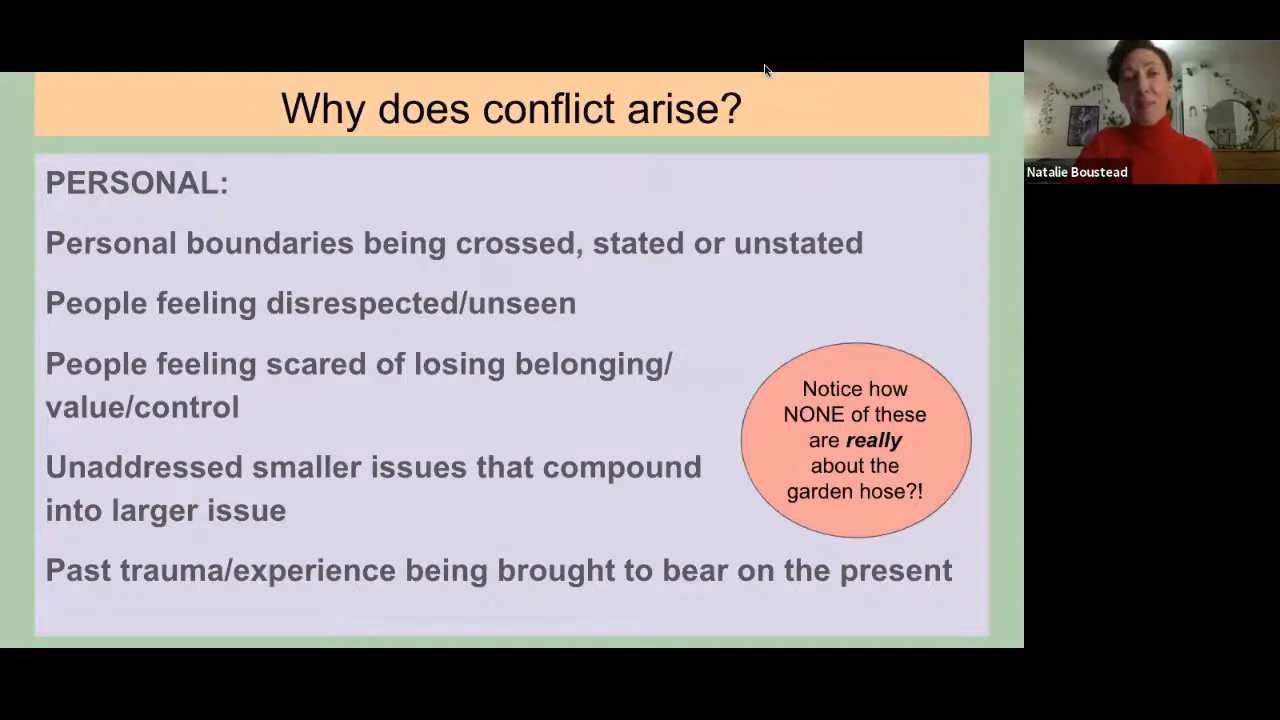 Why does conflict arise?
PERSONAL:
Personal boundaries being crossed, stated or unstated
People feeling disrespected/unseen
People feeling scared of losing belonging/
value/control
Unaddressed smaller issues that compound
into larger issue
Past trauma/experience being brought to bear on the present
Notice how
NONE of these
are really
about the
garden hose?!
Natalie Boustead